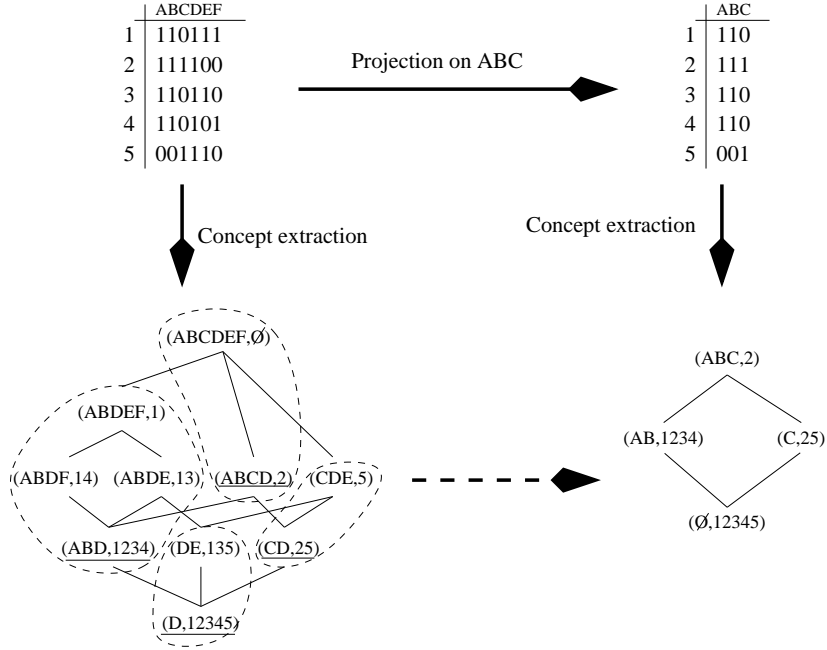 ABCDEF
1 110111
2 111100
3 110110
4 110101
5 001110
Projection on ABC
ABC
1 110
2 111
3 110
4 110
5 001
Concept extraction
Concept extraction
(ABCDEF,Ø)
(ABDEF,1)
(ABDF,14) (ABDE,13) (ABCD,2) (CDE,5)
(ABD,1234) (DE,135) (CD,25)
(D,12345)
(ABC,2)
(AB,1234) (C,25)
(Ø,12345)